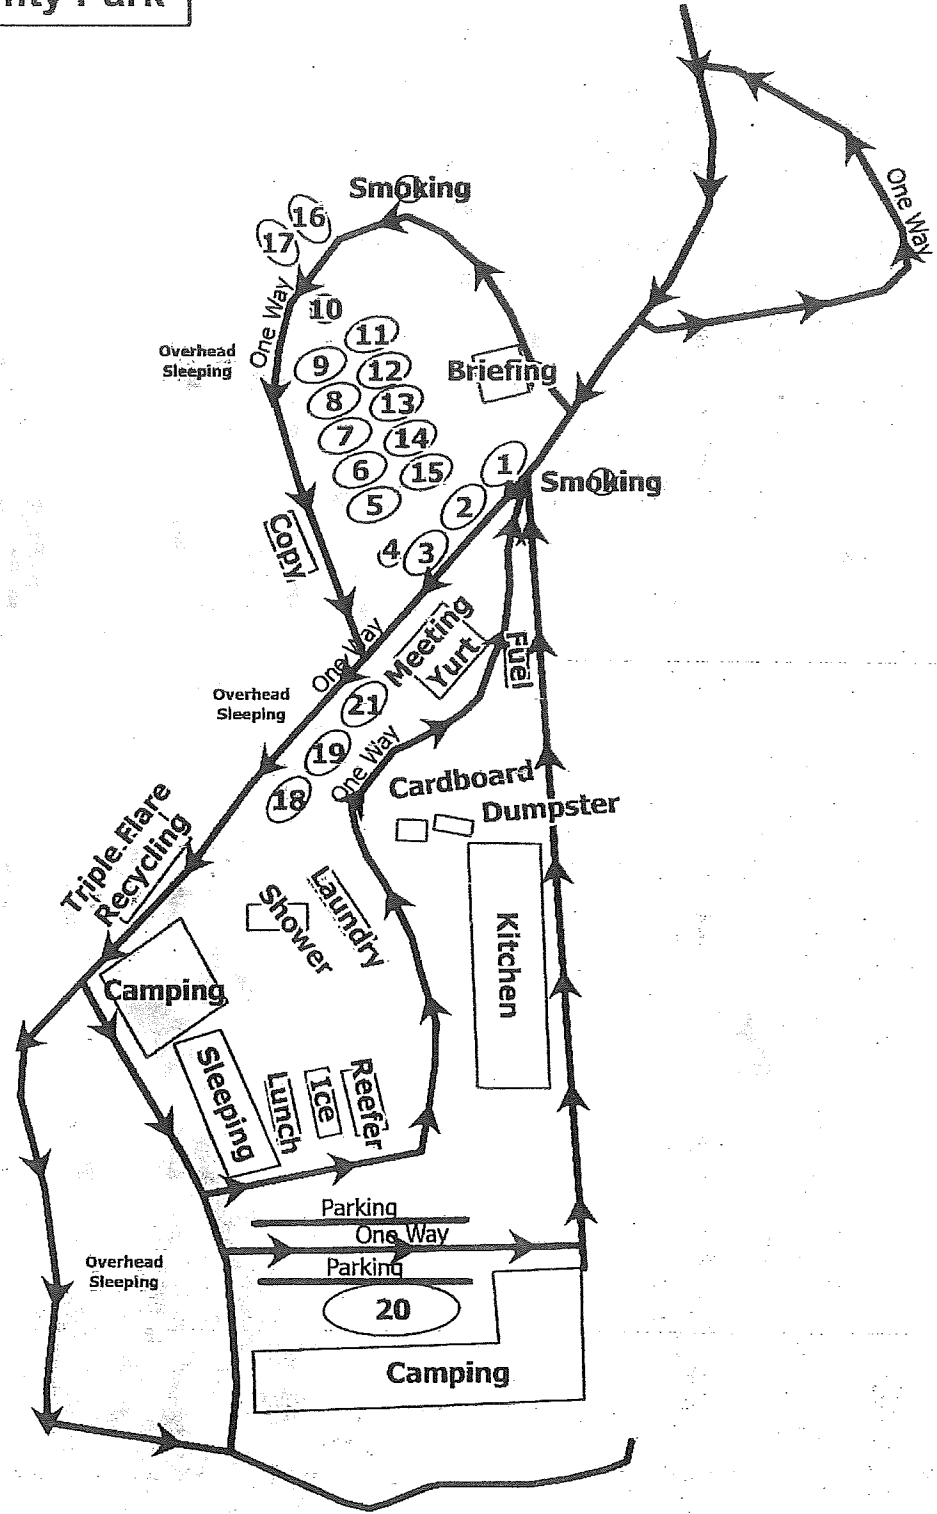 Park
Smoking
16
17
One Way
One Way
10
11
Overhead
Sleeping
9
12
Briefing
8
13
7
14
1
6
15
Smoking
5
2
Copy
4
3
One Way
Meeting
Yurt
Fuel
Overhead
Sleeping
21
19
One Way
18
Cardboard
Dumpster
Triple Flare
Recycling
Shower
Laundry
Kitchen
Camping
Sleeping
Lunch
Ice
Reefer
Parking
One Way
Parking
Overhead
Sleeping
20
Camping